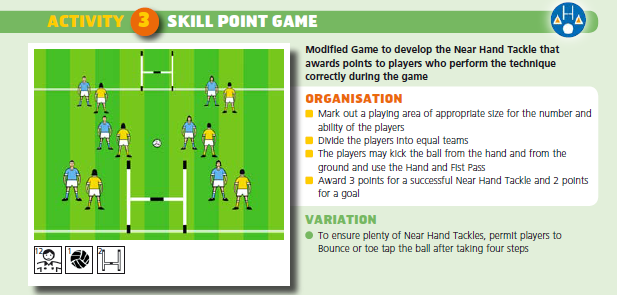 ACTIVITY 3 SKILL POINT GAME
Modified Game to develop the Near Hand Tackle that
awards points to players who perform the technique
correctly during the game
ORGANISATION
Mark out a playing area of appropriate size for the number and
ability of the players
Divide the players into equal teams
The players may kick the ball from the hand and from the
ground and use the Hand and Fist Pass
Award 3 points for a successful Near Hand Tackle and 2 points
for a goal
VARIATION
To ensure plenty of Near Hand Tackles, permit players to
Bounce or toe tap the ball after taking four steps
12 1 2